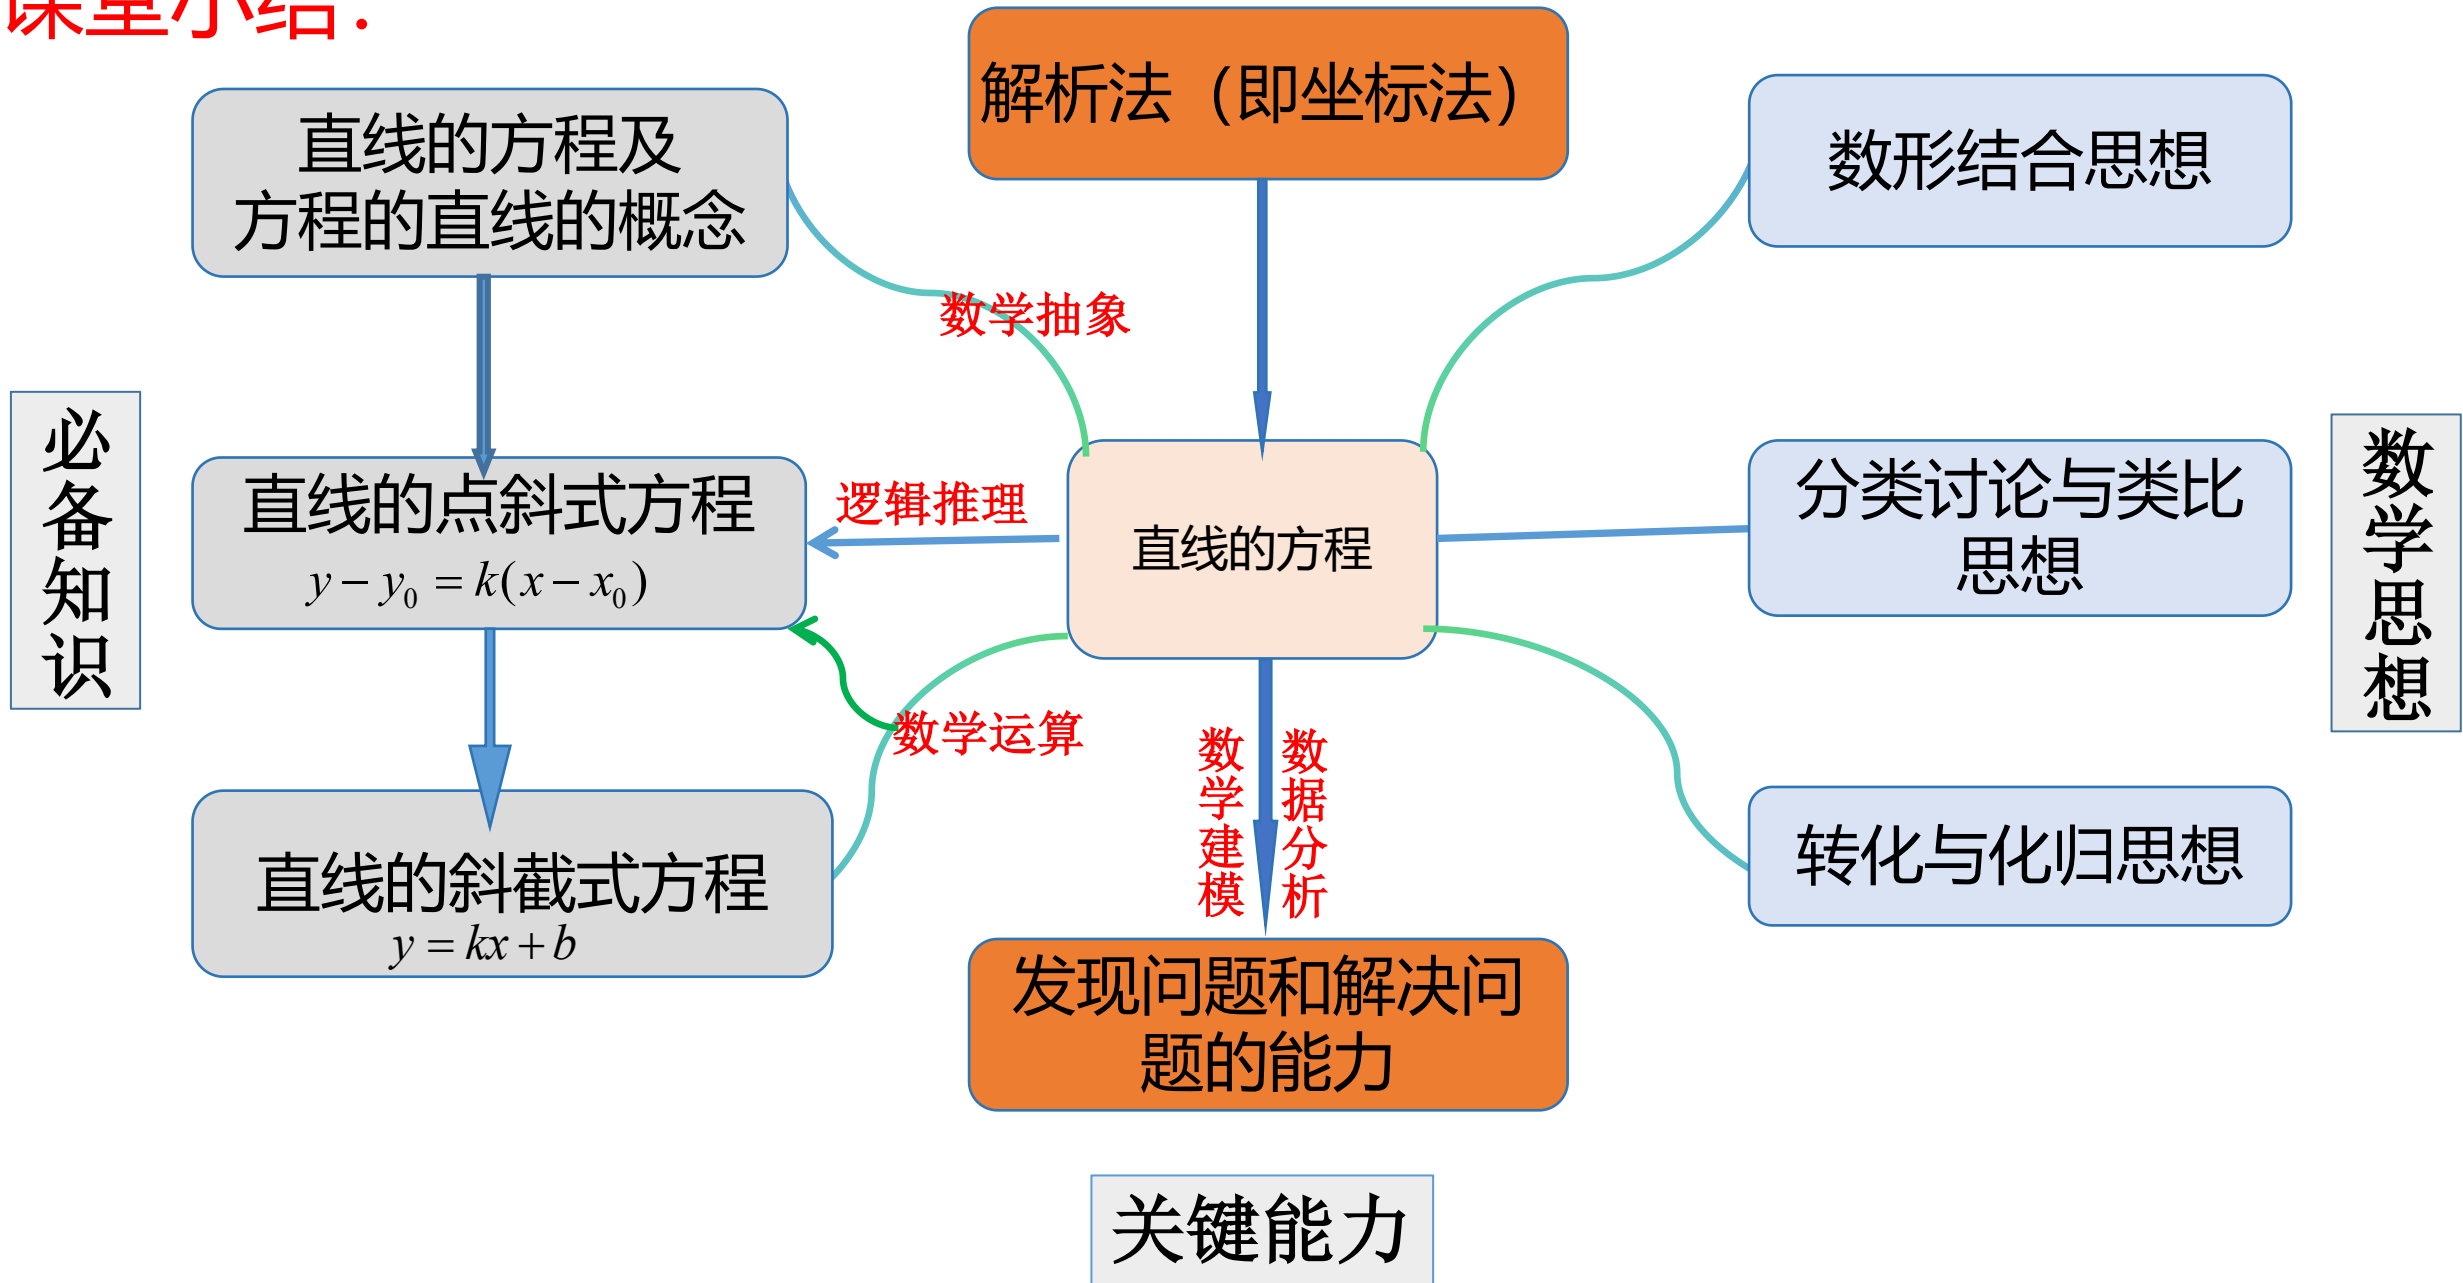 课堂小结：
解析法（即坐标法）
直线的方程及
方程的直线的概念
数形结合思想
数学抽象
必备知识
直线的点斜式方程
y − y₀ = k(x − x₀)
逻辑推理
直线的方程
分类讨论与类比
思想
数学思想
数学运算
数学建模
数据分析
直线的斜截式方程
y = kx + b
转化与化归思想
发现问题和解决问
题的能力
关键能力